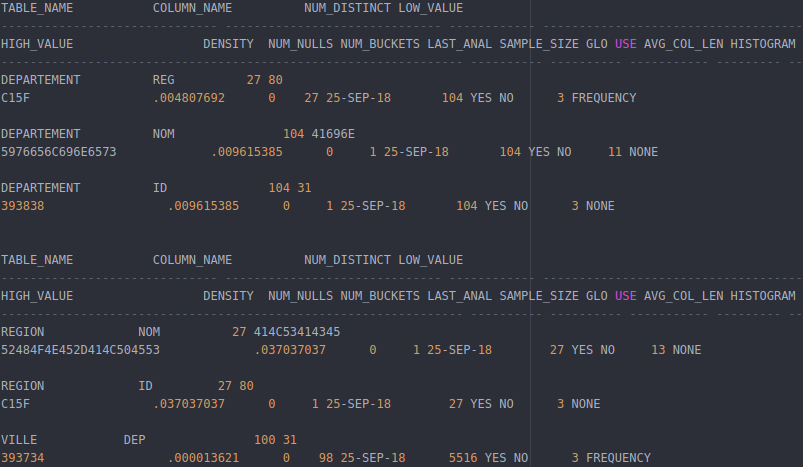 TABLE_NAME COLUMN_NAME NUM_DISTINCT LOW_VALUE
HIGH_VALUE DENSITY NUM_NULLS NUM_BUCKETS LAST_ANAL SAMPLE_SIZE GLO USE AVG_COL_LEN HISTOGRAM
DEPARTEMENT REG 27 80
C15F .004807692 0 27 25-SEP-18 104 YES NO 3 FREQUENCY
DEPARTEMENT NOM 104 41696E
5976656C696E6573 .009615385 0 1 25-SEP-18 104 YES NO 11 NONE
DEPARTEMENT ID 104 31
393838 .009615385 0 1 25-SEP-18 104 YES NO 3 NONE
TABLE_NAME COLUMN_NAME NUM_DISTINCT LOW_VALUE
HIGH_VALUE DENSITY NUM_NULLS NUM_BUCKETS LAST_ANAL SAMPLE_SIZE GLO USE AVG_COL_LEN HISTOGRAM
REGION NOM 27 414C53414345
52484F4E452D414C504553 .037037037 0 1 25-SEP-18 27 YES NO 13 NONE
REGION ID 27 80
C15F .037037037 0 1 25-SEP-18 27 YES NO 3 NONE
VILLE DEP 100 31
393734 .000013621 0 98 25-SEP-18 5516 YES NO 3 FREQUENCY